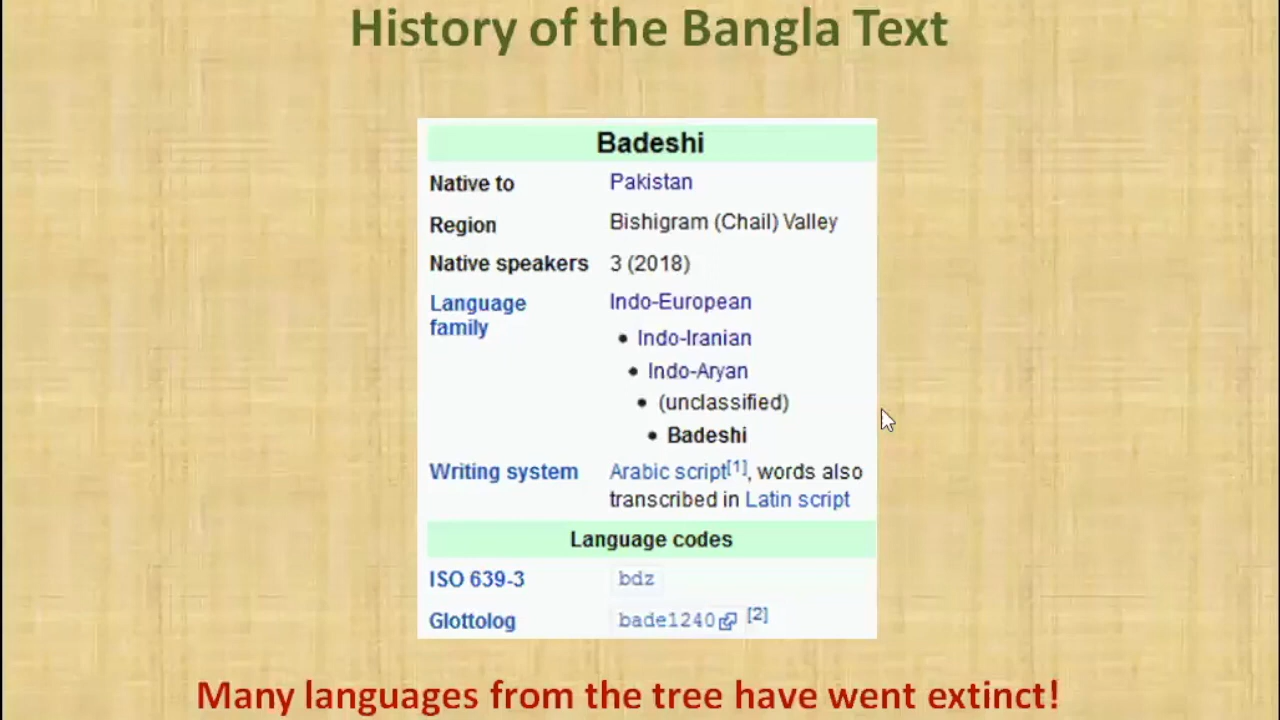 History of the Bangla Text
Badeshi
Native to Pakistan
Region Bishigram (Chail) Valley
Native speakers 3 (2018)
Language family Indo-European
• Indo-Iranian
• Indo-Aryan
• (unclassified)
• Badeshi
Writing system Arabic script[1], words also
transcribed in Latin script
Language codes
ISO 639-3 bdz
Glottolog bade1240 [2]
Many languages from the tree have went extinct!